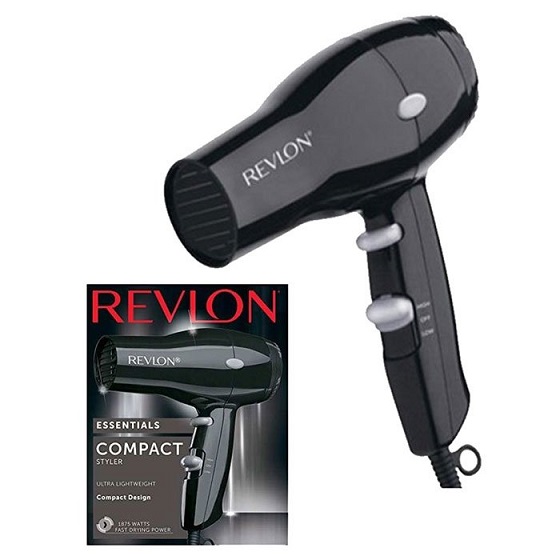 REVLON®
HIGH
OFF
LOW
REVLON
REVLON®
ESSENTIALS
COMPACT
STYLER
ULTRA LIGHTWEIGHT
Compact Design
1875 WATTS
FAST DRYING POWER